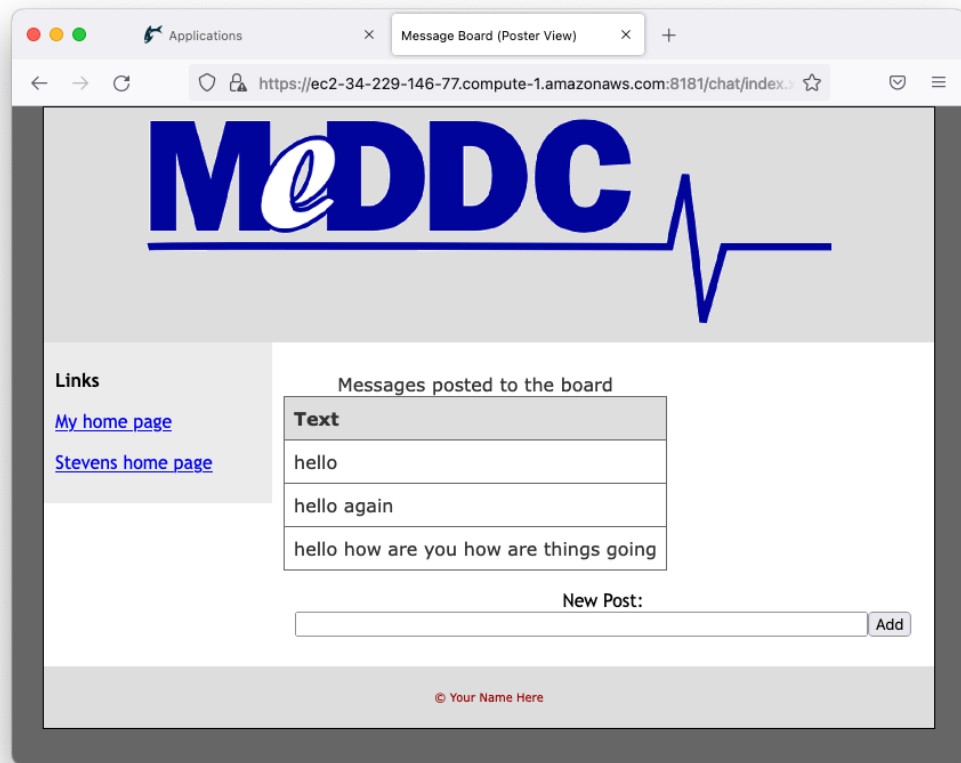 Applications
Message Board (Poster View)
https://ec2-34-229-146-77.compute-1.amazonaws.com:8181/chat/index.x
MeDDC
Links
My home page
Stevens home page
Messages posted to the board
Text
hello
hello again
hello how are you how are things going
New Post:
Add
© Your Name Here